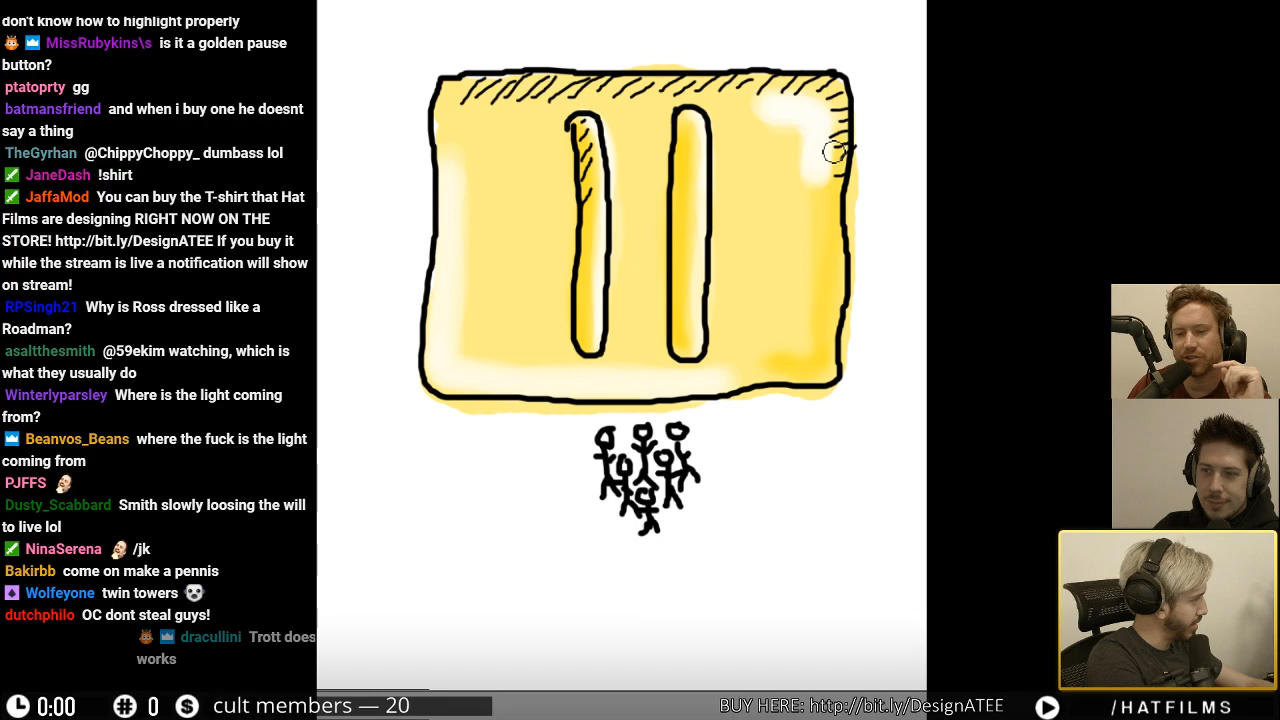 don't know how to highlight properly
MissRubykins\s is it a golden pause
button?
ptatoprty gg
batmansfriend and when i buy one he doesnt
say a thing
TheGyrhan @ChippyChoppy_ dumbass lol
JaneDash !shirt
JaffaMod You can buy the T-shirt that Hat
Films are designing RIGHT NOW ON THE
STORE! http://bit.ly/DesignATEE If you buy it
while the stream is live a notification will show
on stream!
RPSingh21 Why is Ross dressed like a
Roadman?
asaltthesmith @59ekim watching, which is
what they usually do
Winterlyparsley Where is the light coming
from?
Beanvos_Beans where the fuck is the light
coming from
PJFFS
Dusty_Scabbard Smith slowly loosing the will
to live lol
NinaSerena /jk
Bakirbb come on make a pennis
Wolfeyone twin towers
dutchphilo OC dont steal guys!
dracullini Trott does
works
0:00 # 0 $ cult members — 20
BUY HERE: http://bit.ly/DesignATEE
/HATFILMS